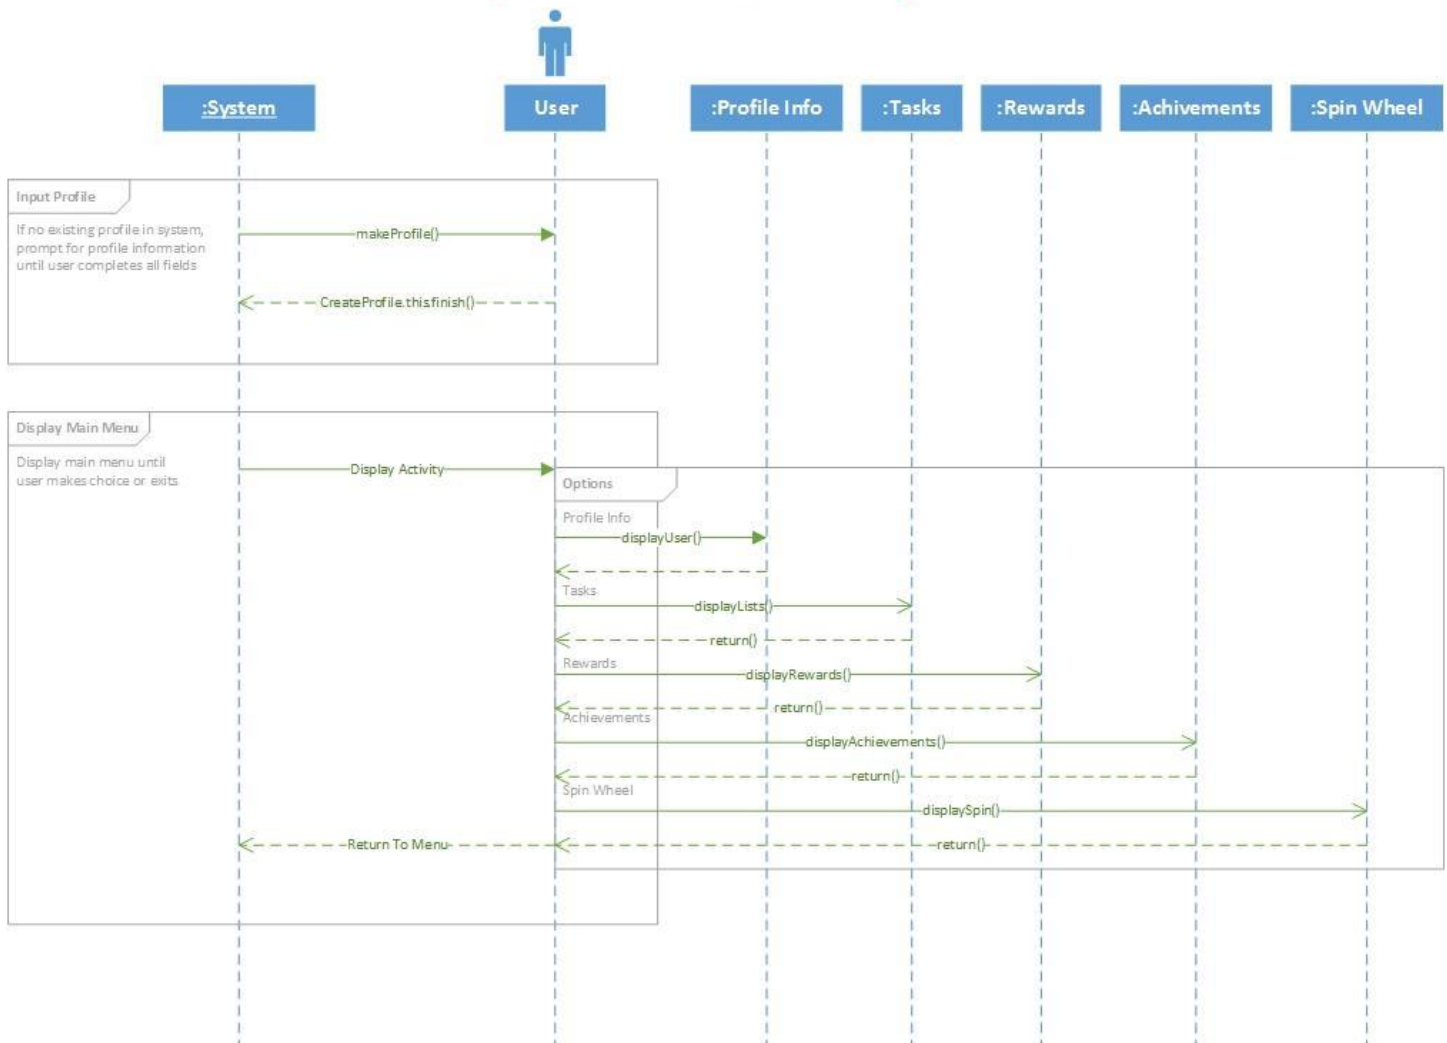 :System
User
:Profile Info
:Tasks
:Rewards
:Achivements
:Spin Wheel
Input Profile
If no existing profile in system,
prompt for profile information
until user completes all fields
makeProfile()
CreateProfile.this.finish()
Display Main Menu
Display main menu until
user makes choice or exits
Display Activity
Options
Profile Info
displayUser()
Tasks
displayLists()
return()
Rewards
displayRewards()
return()
Achievements
displayAchievements()
return()
Spin Wheel
displaySpin()
Return To Menu
return()